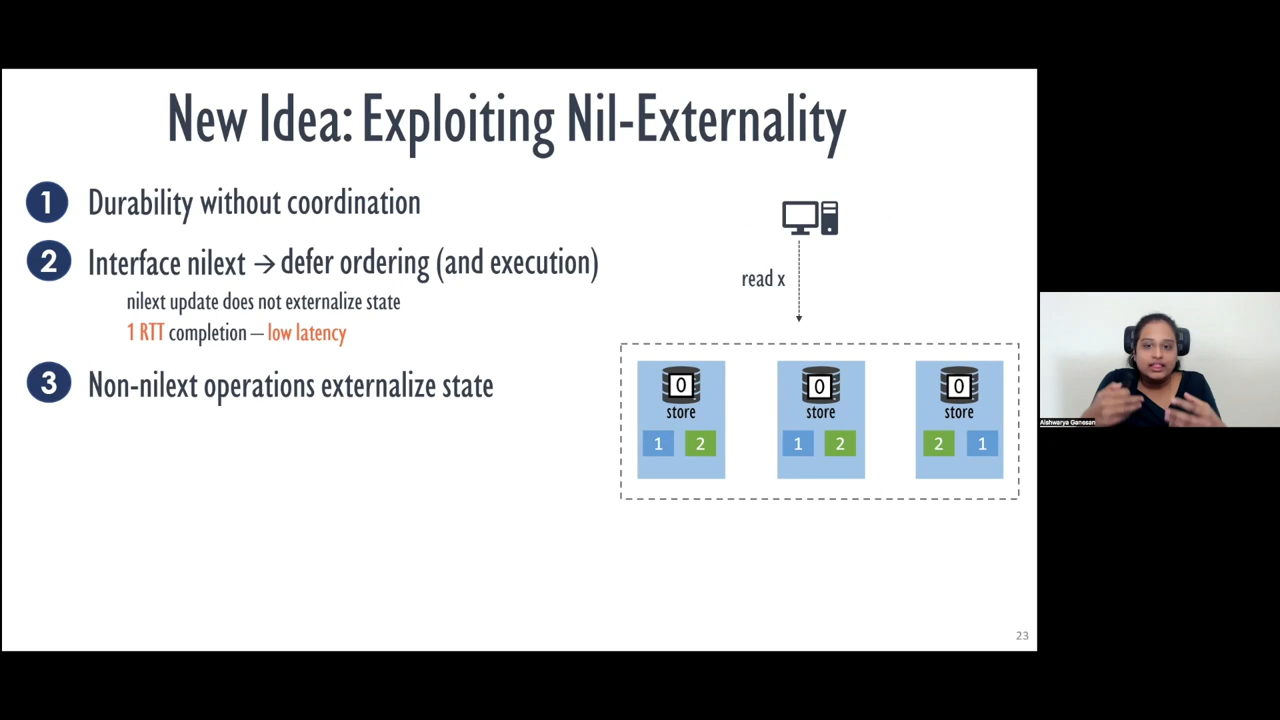 New Idea: Exploiting Nil-Externality
1 Durability without coordination
2 Interface nilext → defer ordering (and execution)
nilext update does not externalize state
1 RTT completion – low latency
3 Non-nilext operations externalize state
read x
0 0 0
store store store
1 2 1 2 2 1
23
Aishwarya Ganesan